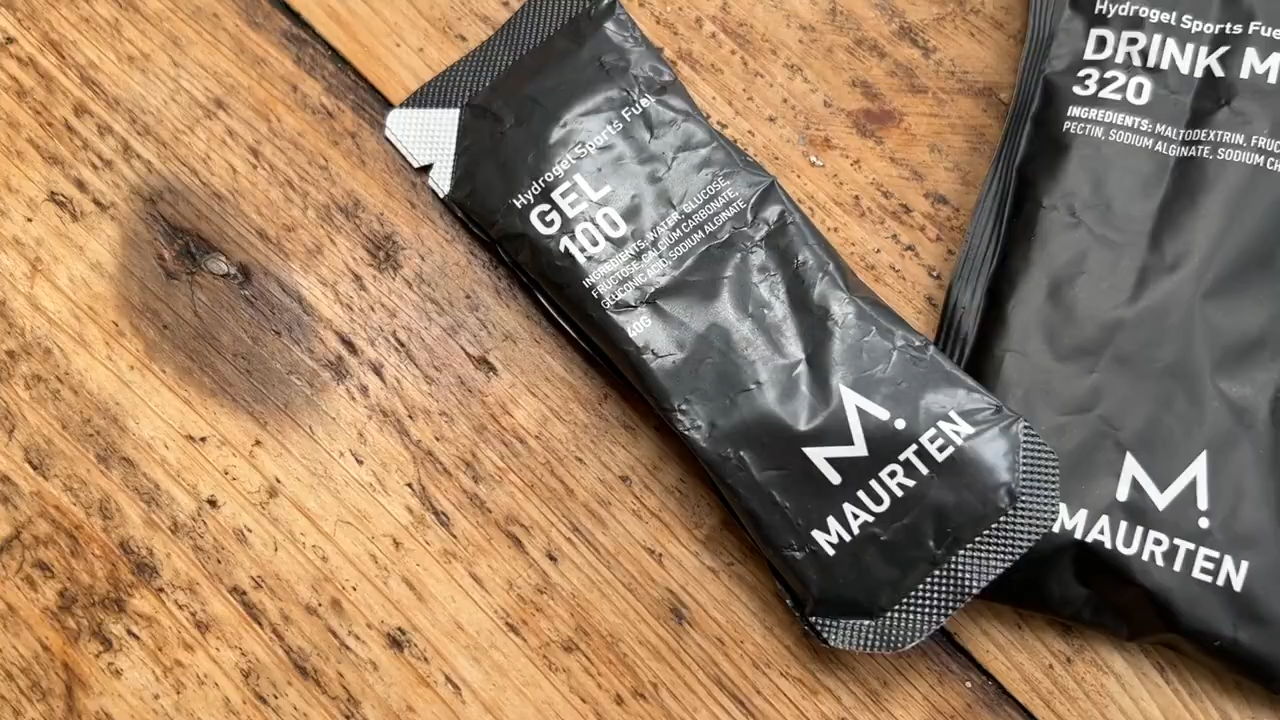 Hydrogel Sports Fuel
GEL
100
INGREDIENTS: WATER, GLUCOSE,
FRUCTOSE, CALCIUM CARBONATE,
GLUCONIC ACID, SODIUM ALGINATE
40G
M.
MAURTEN
Hydrogel Sports Fuel
DRINK M
320
INGREDIENTS: MALTODEXTRIN, FRUC
PECTIN, SODIUM ALGINATE, SODIUM CH
M.
MAURTEN